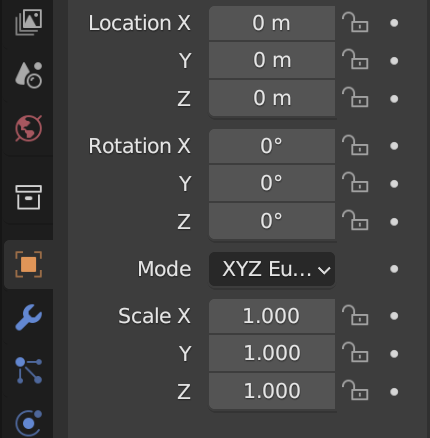 Location X 0 m
Y 0 m
Z 0 m
Rotation X 0°
Y 0°
Z 0°
Mode XYZ Eu...
Scale X 1.000
Y 1.000
Z 1.000